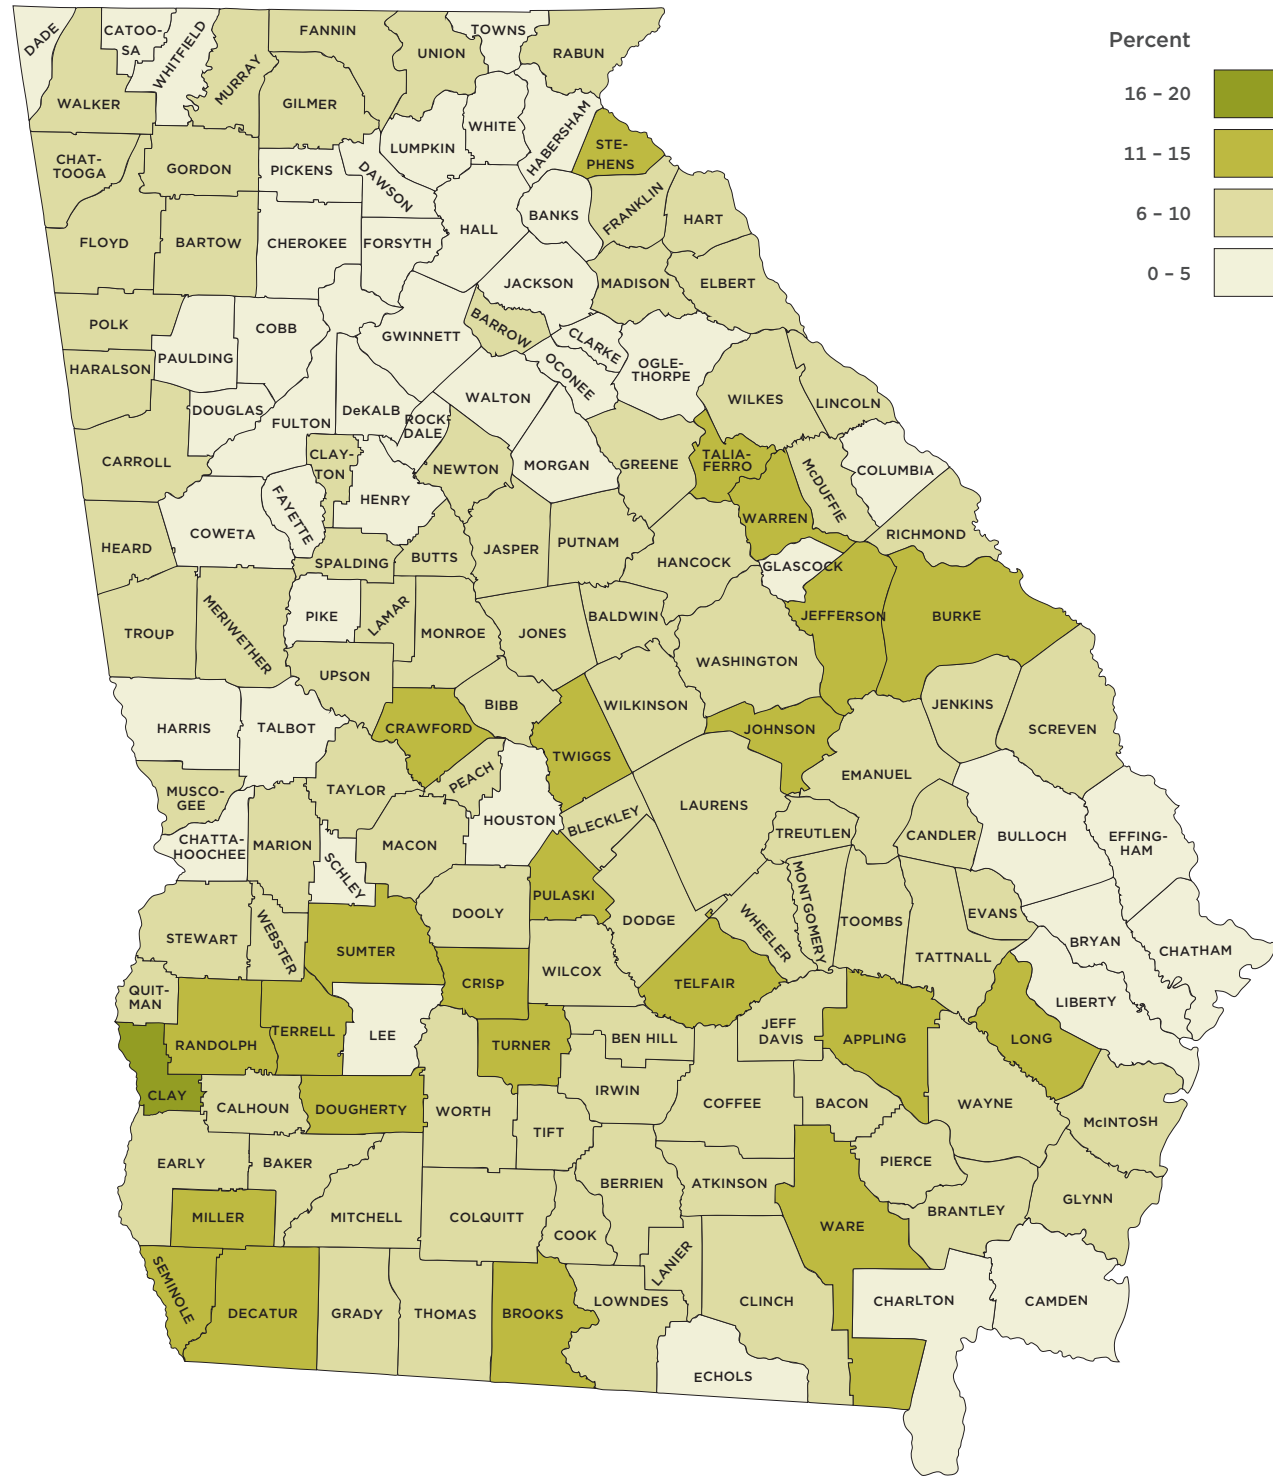 Percent
16 – 20
11 – 15
6 – 10
0 – 5
DADE
CATOO-
SA
WHITFIELD
FANNIN
TOWNS
UNION
RABUN
MURRAY
WALKER
GILMER
WHITE
HABERSHAM
LUMPKIN
STE-
PHENS
CHAT-
TOOGA
GORDON
PICKENS
DAWSON
FRANKLIN
BANKS
HART
HALL
FLOYD
BARTOW
CHEROKEE
FORSYTH
JACKSON
MADISON
ELBERT
POLK
COBB
GWINNETT
BARROW
CLARKE
OCONEE
OGLE-
THORPE
PAULDING
HARALSON
WALTON
WILKES
LINCOLN
DOUGLAS
FULTON
DeKALB
ROCK-
DALE
CARROLL
CLAY-
TON
NEWTON
MORGAN
GREENE
TALIA-
FERRO
McDUFFIE
COLUMBIA
FAYETTE
HENRY
WARREN
COWETA
RICHMOND
HEARD
SPALDING
BUTTS
JASPER
PUTNAM
HANCOCK
GLASCOCK
MERIWETHER
PIKE
LAMAR
MONROE
JONES
BALDWIN
JEFFERSON
BURKE
TROUP
UPSON
WASHINGTON
HARRIS
TALBOT
CRAWFORD
BIBB
WILKINSON
JENKINS
JOHNSON
SCREVEN
TWIGGS
MUSCO-
GEE
TAYLOR
PEACH
EMANUEL
LAURENS
CHATTA-
HOOCHEE
MARION
MACON
HOUSTON
BLECKLEY
TREUTLEN
CANDLER
BULLOCH
EFFING-
HAM
SCHLEY
PULASKI
MONTGOMERY
STEWART
WEBSTER
DOOLY
DODGE
WHEELER
TOOMBS
EVANS
SUMTER
BRYAN
CHATHAM
TATTNALL
WILCOX
QUIT-
MAN
CRISP
TELFAIR
LIBERTY
RANDOLPH
TERRELL
LEE
TURNER
BEN HILL
JEFF
DAVIS
APPLING
LONG
CLAY
CALHOUN
DOUGHERTY
WORTH
IRWIN
COFFEE
BACON
WAYNE
McINTOSH
TIFT
EARLY
BAKER
PIERCE
BERRIEN
ATKINSON
GLYNN
MILLER
MITCHELL
COLQUITT
COOK
WARE
BRANTLEY
SEMINOLE
LANIER
DECATUR
GRADY
THOMAS
BROOKS
LOWNDES
CLINCH
CHARLTON
CAMDEN
ECHOLS